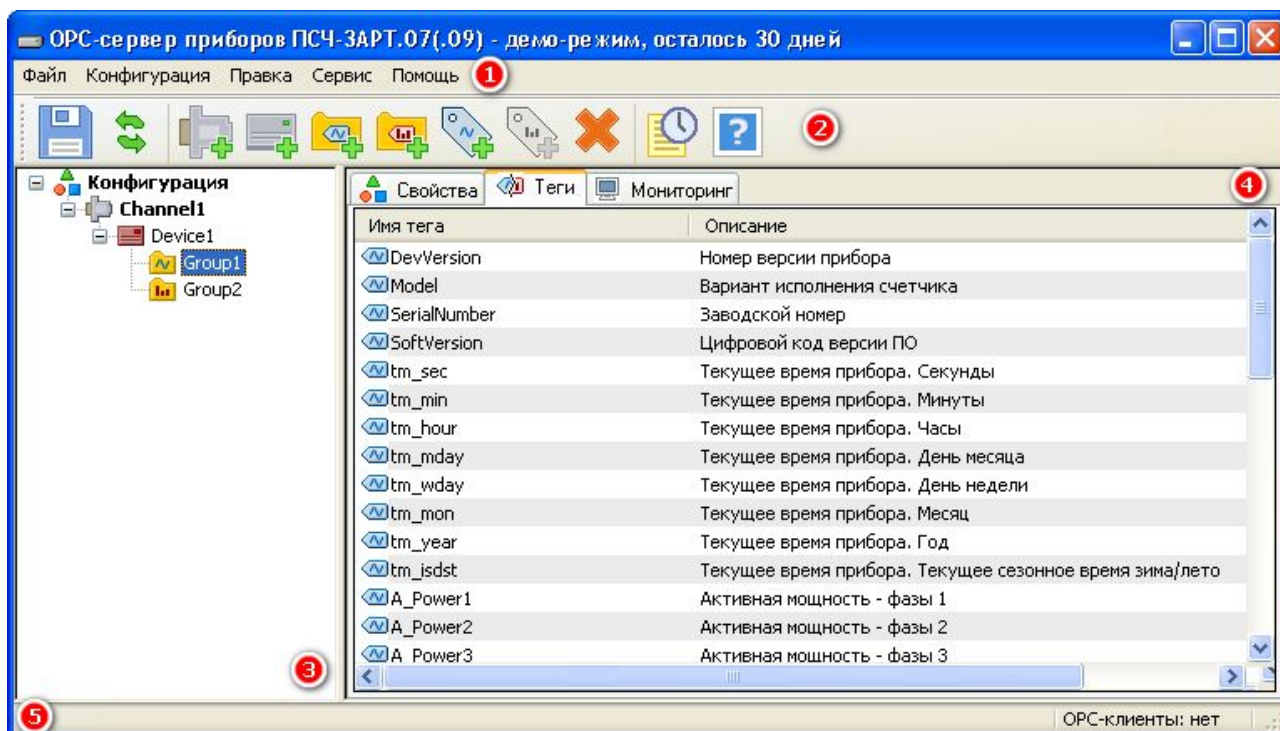 ОРС-сервер приборов ПСЧ-3АРТ.07(.09) - демо-режим, осталось 30 дней
Файл Конфигурация Правка Сервис Помощь 1
? 2
Конфигурация
Channel1
Device1
Group1
Group2
3
Свойства Теги Мониторинг 4
Имя тега Описание
DevVersion Номер версии прибора
Model Вариант исполнения счетчика
SerialNumber Заводской номер
SoftVersion Цифровой код версии ПО
tm_sec Текущее время прибора. Секунды
tm_min Текущее время прибора. Минуты
tm_hour Текущее время прибора. Часы
tm_mday Текущее время прибора. День месяца
tm_wday Текущее время прибора. День недели
tm_mon Текущее время прибора. Месяц
tm_year Текущее время прибора. Год
tm_isdst Текущее время прибора. Текущее сезонное время зима/лето
A_Power1 Активная мощность - фазы 1
A_Power2 Активная мощность - фазы 2
A_Power3 Активная мощность - фазы 3
5 ОРС-клиенты: нет